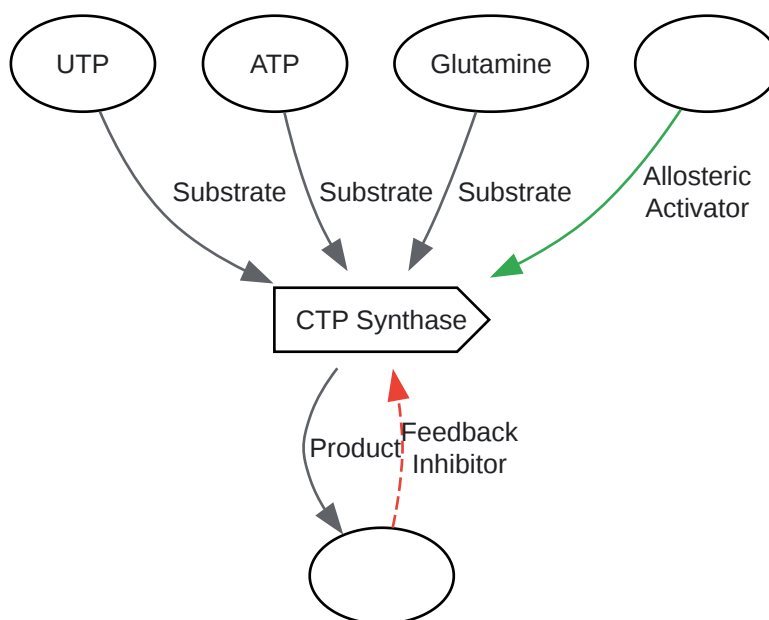 UTP
ATP
Glutamine
Substrate
Substrate
Substrate
Allosteric
Activator
CTP Synthase
Product
Feedback
Inhibitor